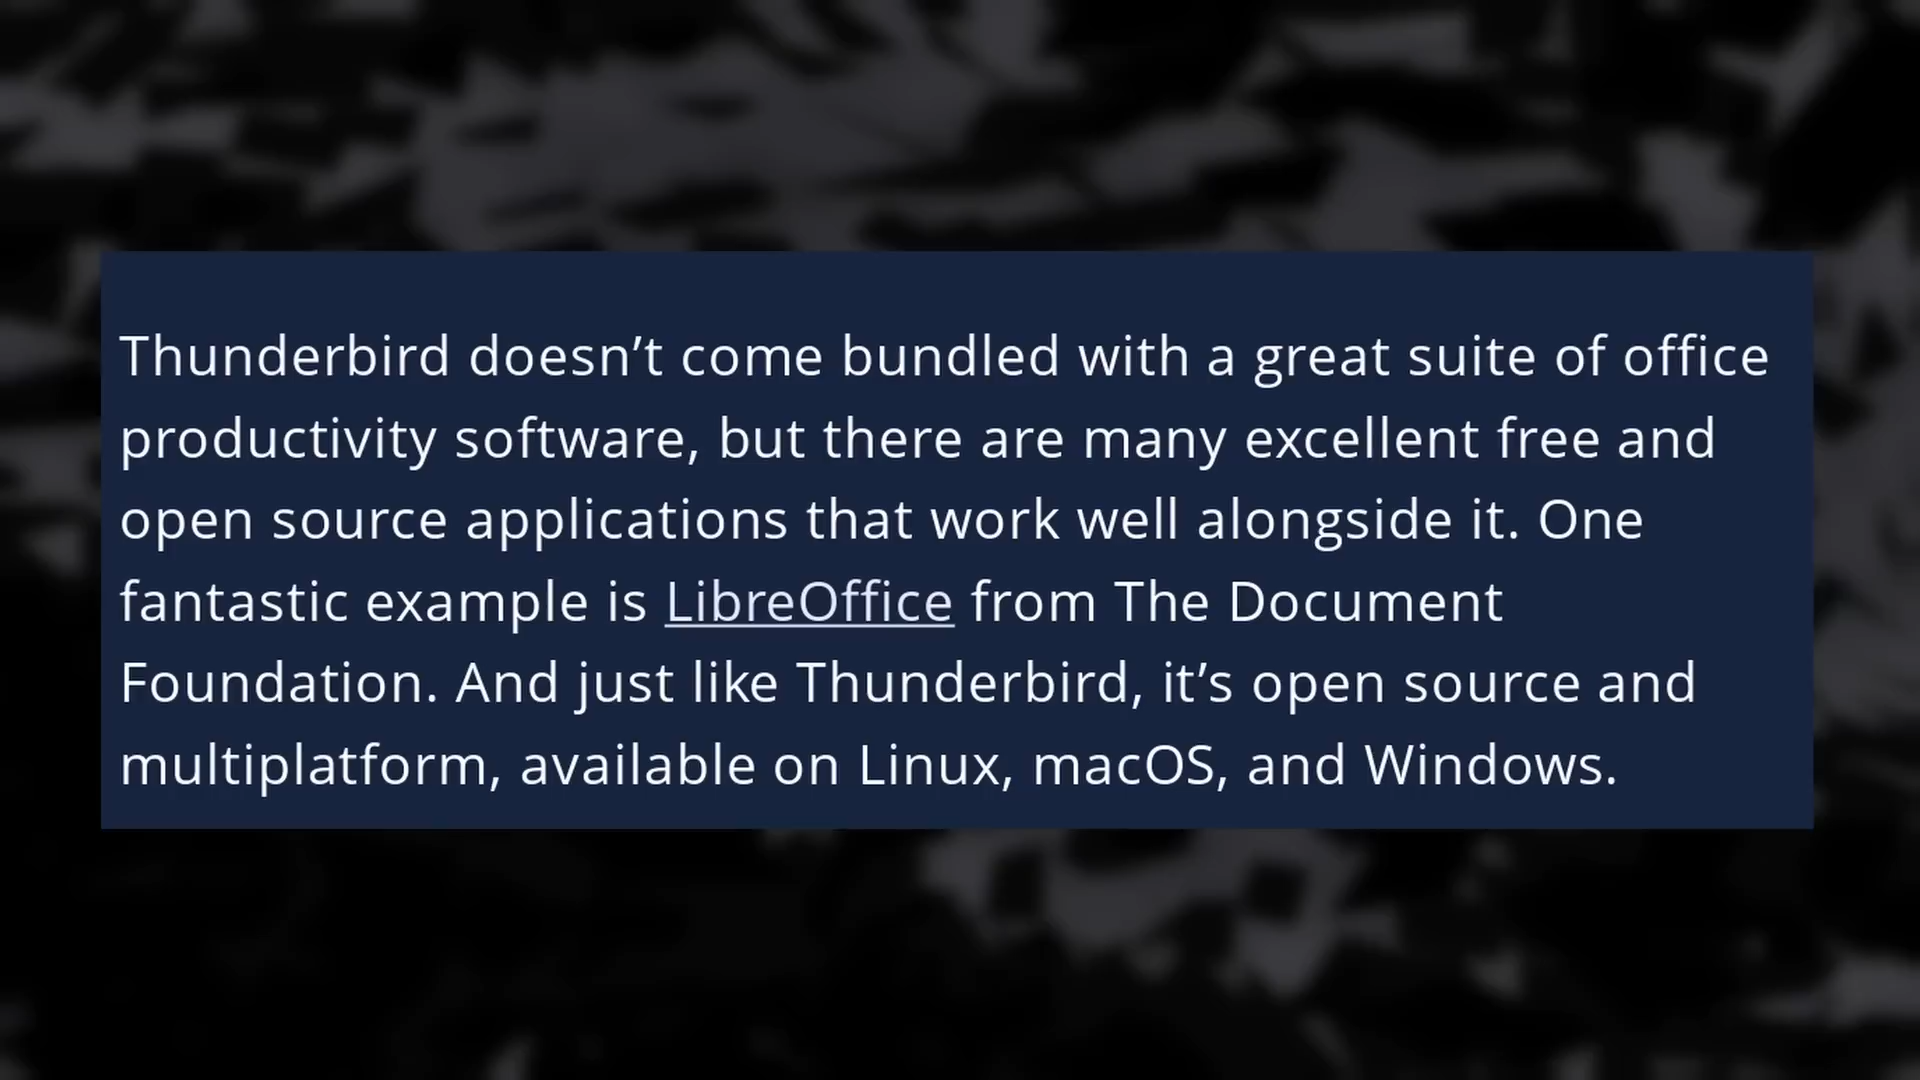 Thunderbird doesn’t come bundled with a great suite of office
productivity software, but there are many excellent free and
open source applications that work well alongside it. One
fantastic example is LibreOffice from The Document
Foundation. And just like Thunderbird, it’s open source and
multiplatform, available on Linux, macOS, and Windows.